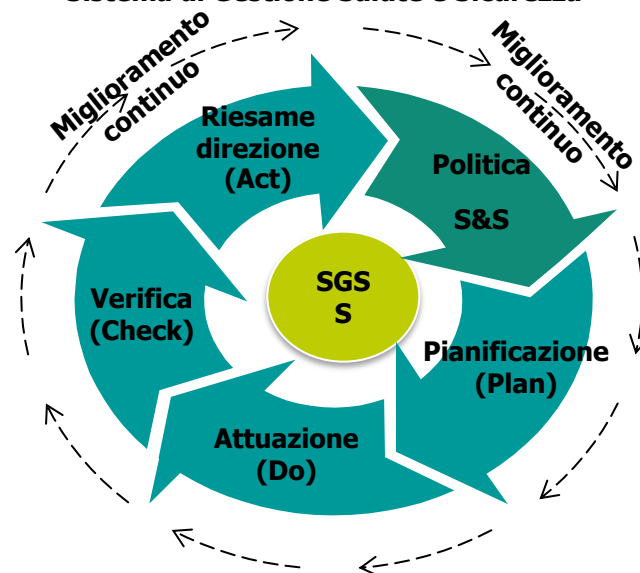 Miglioramento
continuo
Miglioramento
continuo
Riesame
direzione
(Act)
Politica
S&S
SGS
S
Verifica
(Check)
Pianificazione
(Plan)
Attuazione
(Do)